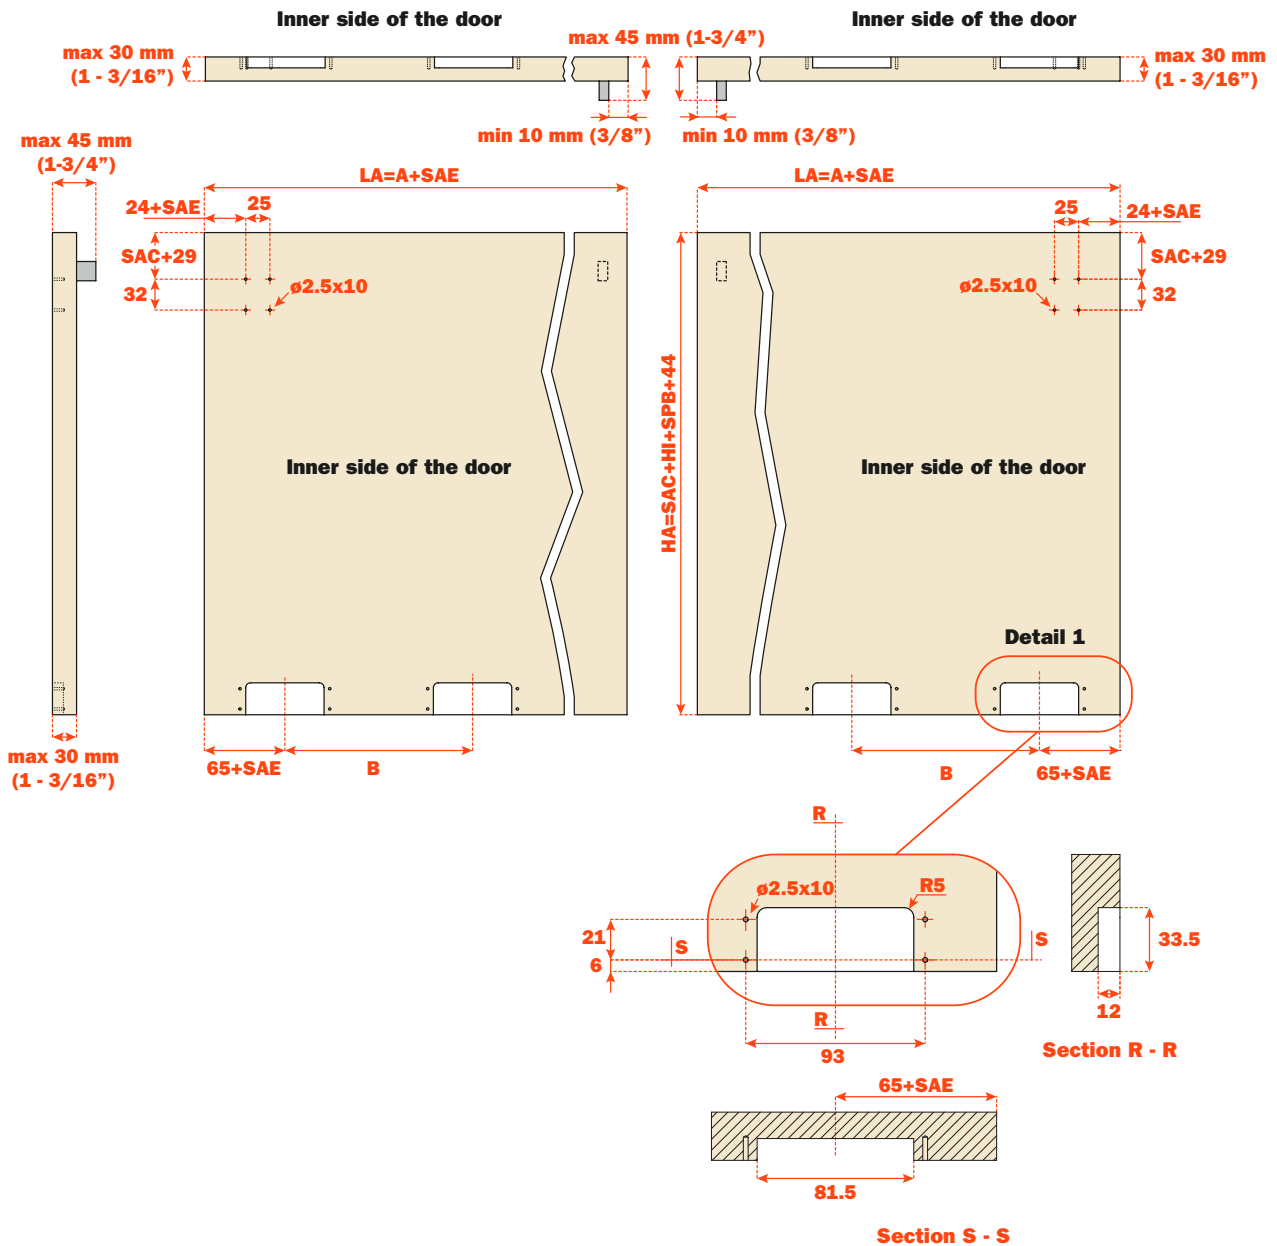 Inner side of the door
Inner side of the door
max 30 mm
(1 - 3/16”)
max 45 mm (1-3/4”)
max 30 mm
(1 - 3/16”)
min 10 mm (3/8”)
min 10 mm (3/8”)
max 45 mm
(1-3/4”)
LA=A+SAE
LA=A+SAE
24+SAE
25
25
24+SAE
SAC+29
SAC+29
32
ø2.5x10
ø2.5x10
32
HA=SAC+HI+SPB+44
Inner side of the door
Inner side of the door
Detail 1
max 30 mm
(1 - 3/16”)
65+SAE
B
B
65+SAE
R
ø2.5x10
R5
21
S
S
33.5
6
12
R
93
Section R - R
65+SAE
81.5
Section S - S